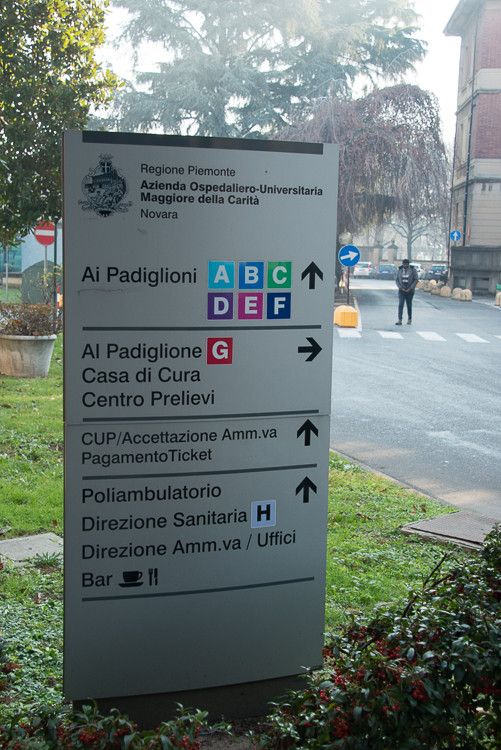 Regione Piemonte
Azienda Ospedaliero-Universitaria
Maggiore della Carità
Novara
Ai Padiglioni A B C
D E F
Al Padiglione G
Casa di Cura
Centro Prelievi
CUP/Accettazione Amm.va
PagamentoTicket
Poliambulatorio
Direzione Sanitaria H
Direzione Amm.va / Uffici
Bar